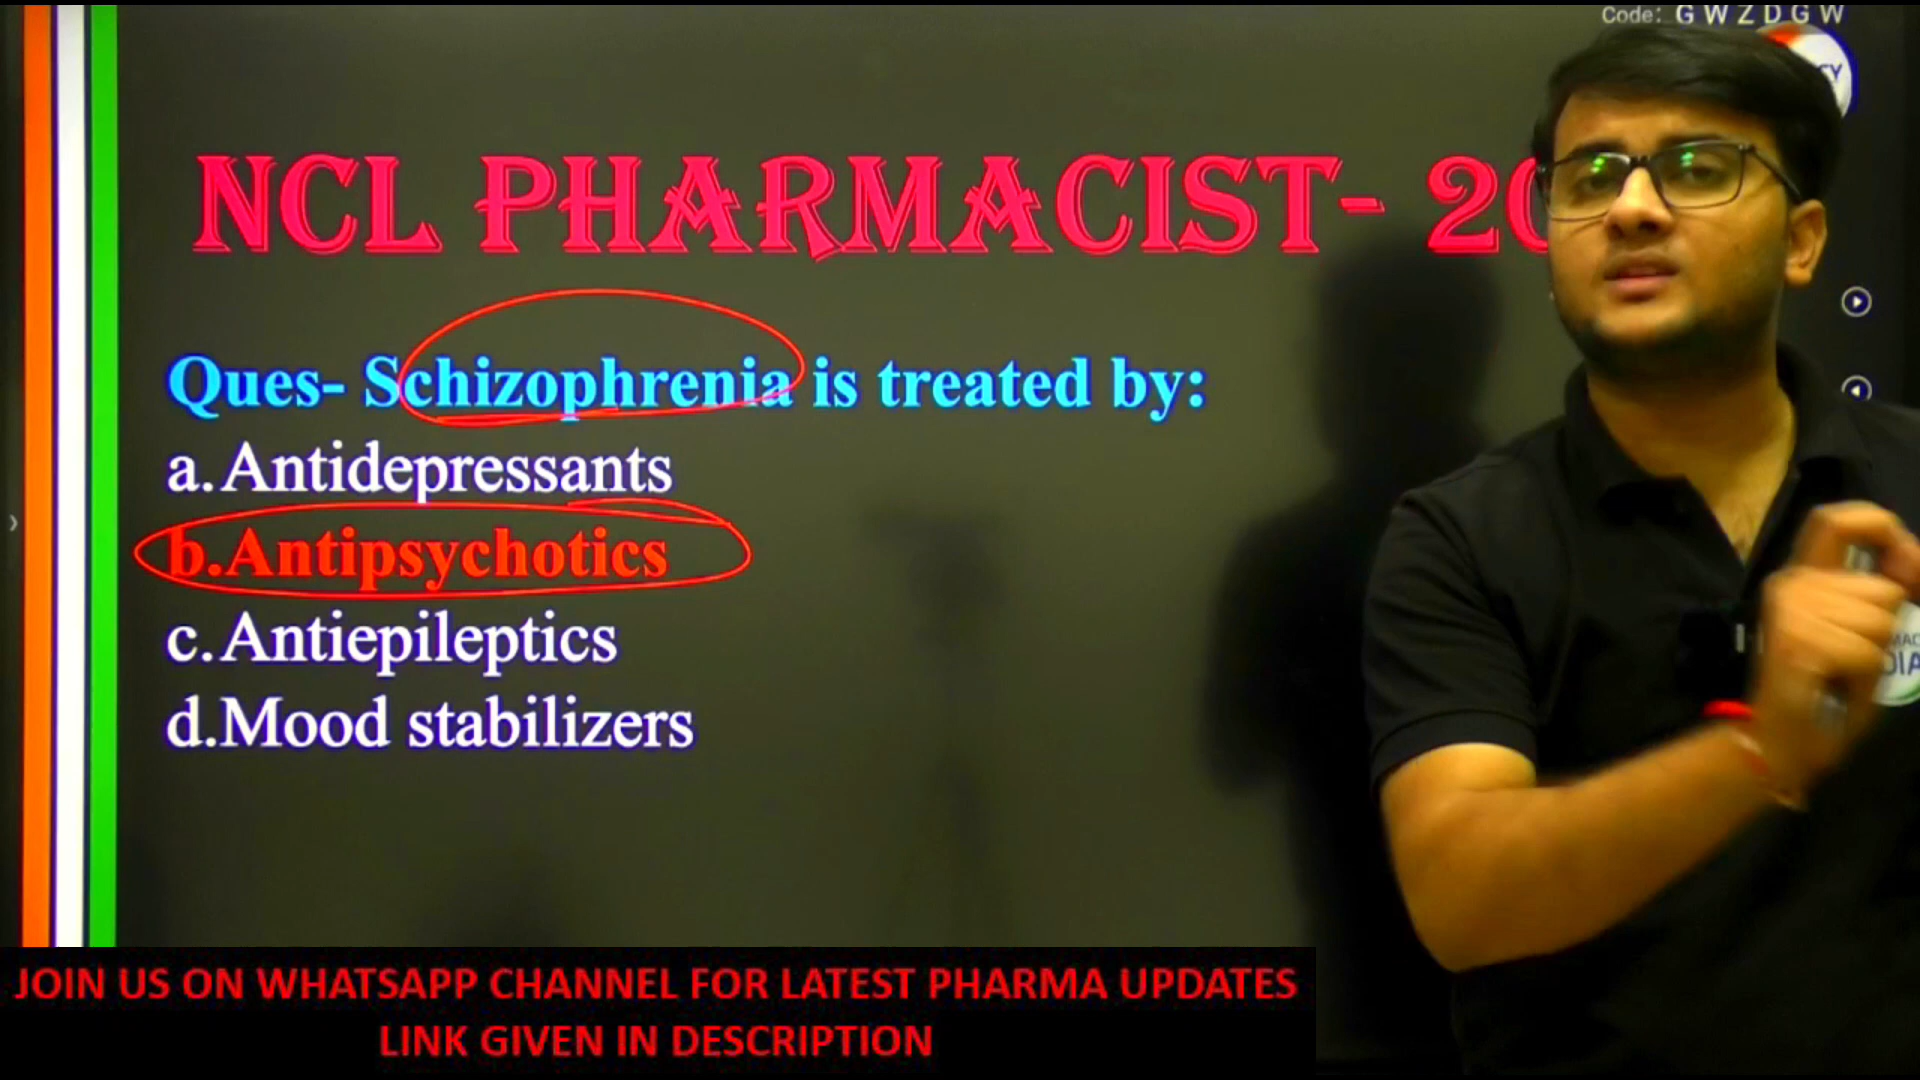 Code: G W Z D G W
CY
NCL PHARMACIST- 20
Ques- Schizophrenia is treated by:
a. Antidepressants
b. Antipsychotics
c. Antiepileptics
d. Mood stabilizers
JOIN US ON WHATSAPP CHANNEL FOR LATEST PHARMA UPDATES
LINK GIVEN IN DESCRIPTION